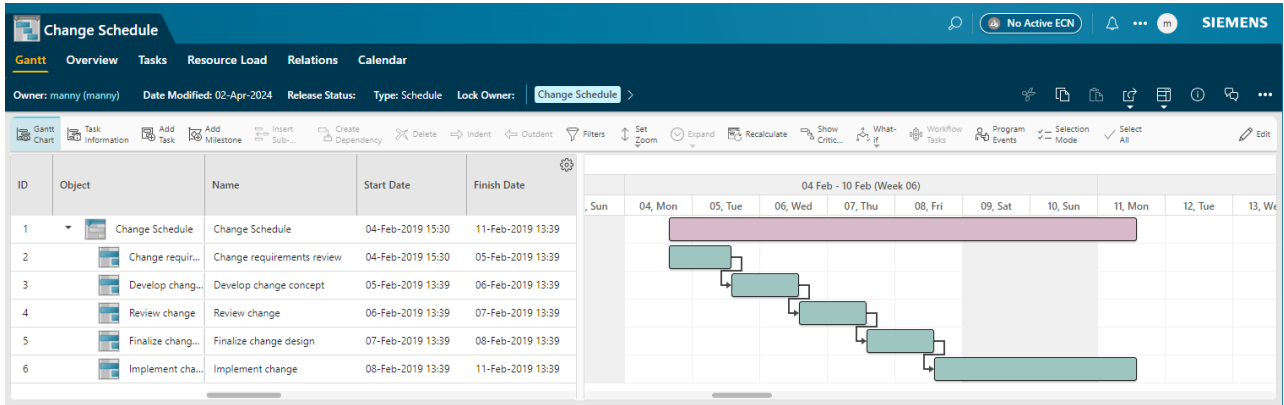 Change Schedule
No Active ECN
m
SIEMENS
Gantt Overview Tasks Resource Load Relations Calendar
Owner: manny (manny) Date Modified: 02-Apr-2024 Release Status: Type: Schedule Lock Owner: Change Schedule
Gantt Chart
Task Information
Add Task
Add Milestone
Insert Sub-...
Create Dependency
Delete
Indent
Outdent
Filters
Set Zoom
Expand
Recalculate
Show Critic...
What-if
Workflow Tasks
Program Events
Selection Mode
Select All
Edit
ID Object Name Start Date Finish Date
04 Feb - 10 Feb (Week 06)
, Sun 04, Mon 05, Tue 06, Wed 07, Thu 08, Fri 09, Sat 10, Sun 11, Mon 12, Tue 13, We
1 Change Schedule Change Schedule 04-Feb-2019 15:30 11-Feb-2019 13:39
2 Change requir... Change requirements review 04-Feb-2019 15:30 05-Feb-2019 13:39
3 Develop chang... Develop change concept 05-Feb-2019 13:39 06-Feb-2019 13:39
4 Review change Review change 06-Feb-2019 13:39 07-Feb-2019 13:39
5 Finalize chang... Finalize change design 07-Feb-2019 13:39 08-Feb-2019 13:39
6 Implement cha... Implement change 08-Feb-2019 13:39 11-Feb-2019 13:39